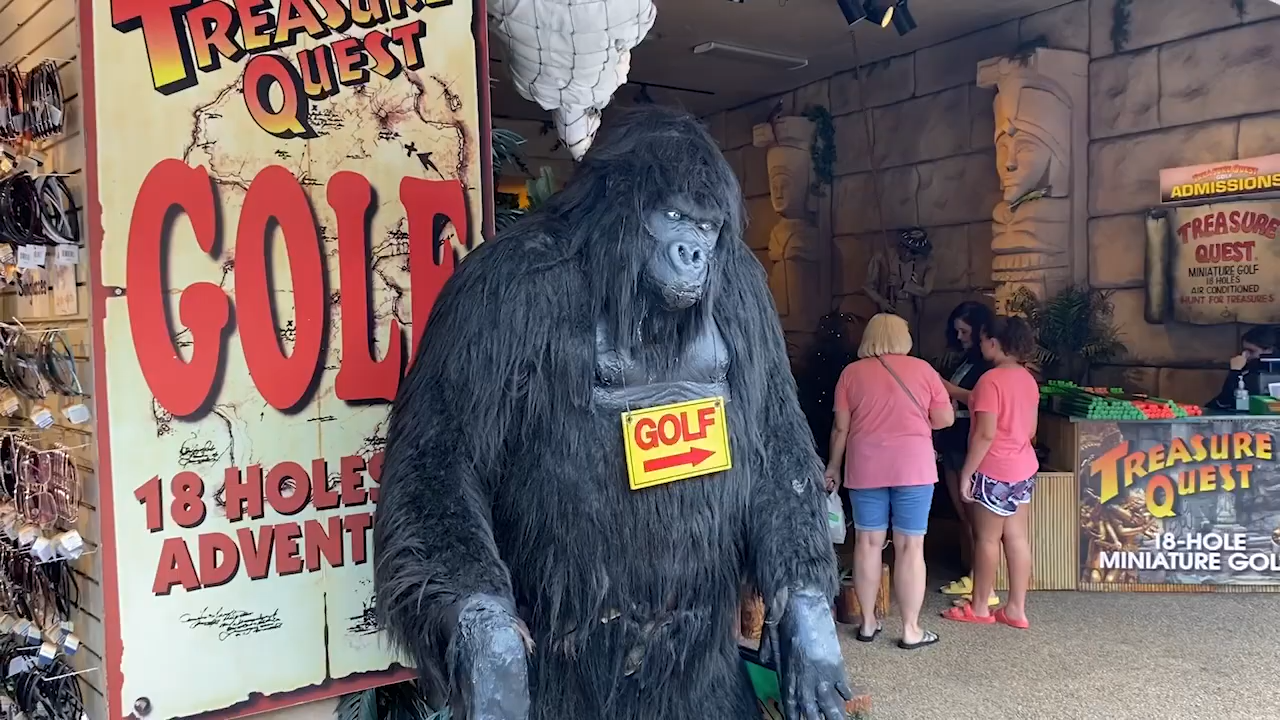 TREASURE
QUEST
GOLF
18 HOLES
ADVENT
GOLF
ADMISSIONS
TREASURE
QUEST
MINIATURE GOLF
18 HOLES
AIR CONDITIONED
HUNT FOR TREASURES
TREASURE
QUEST
18-HOLE
MINIATURE GOL